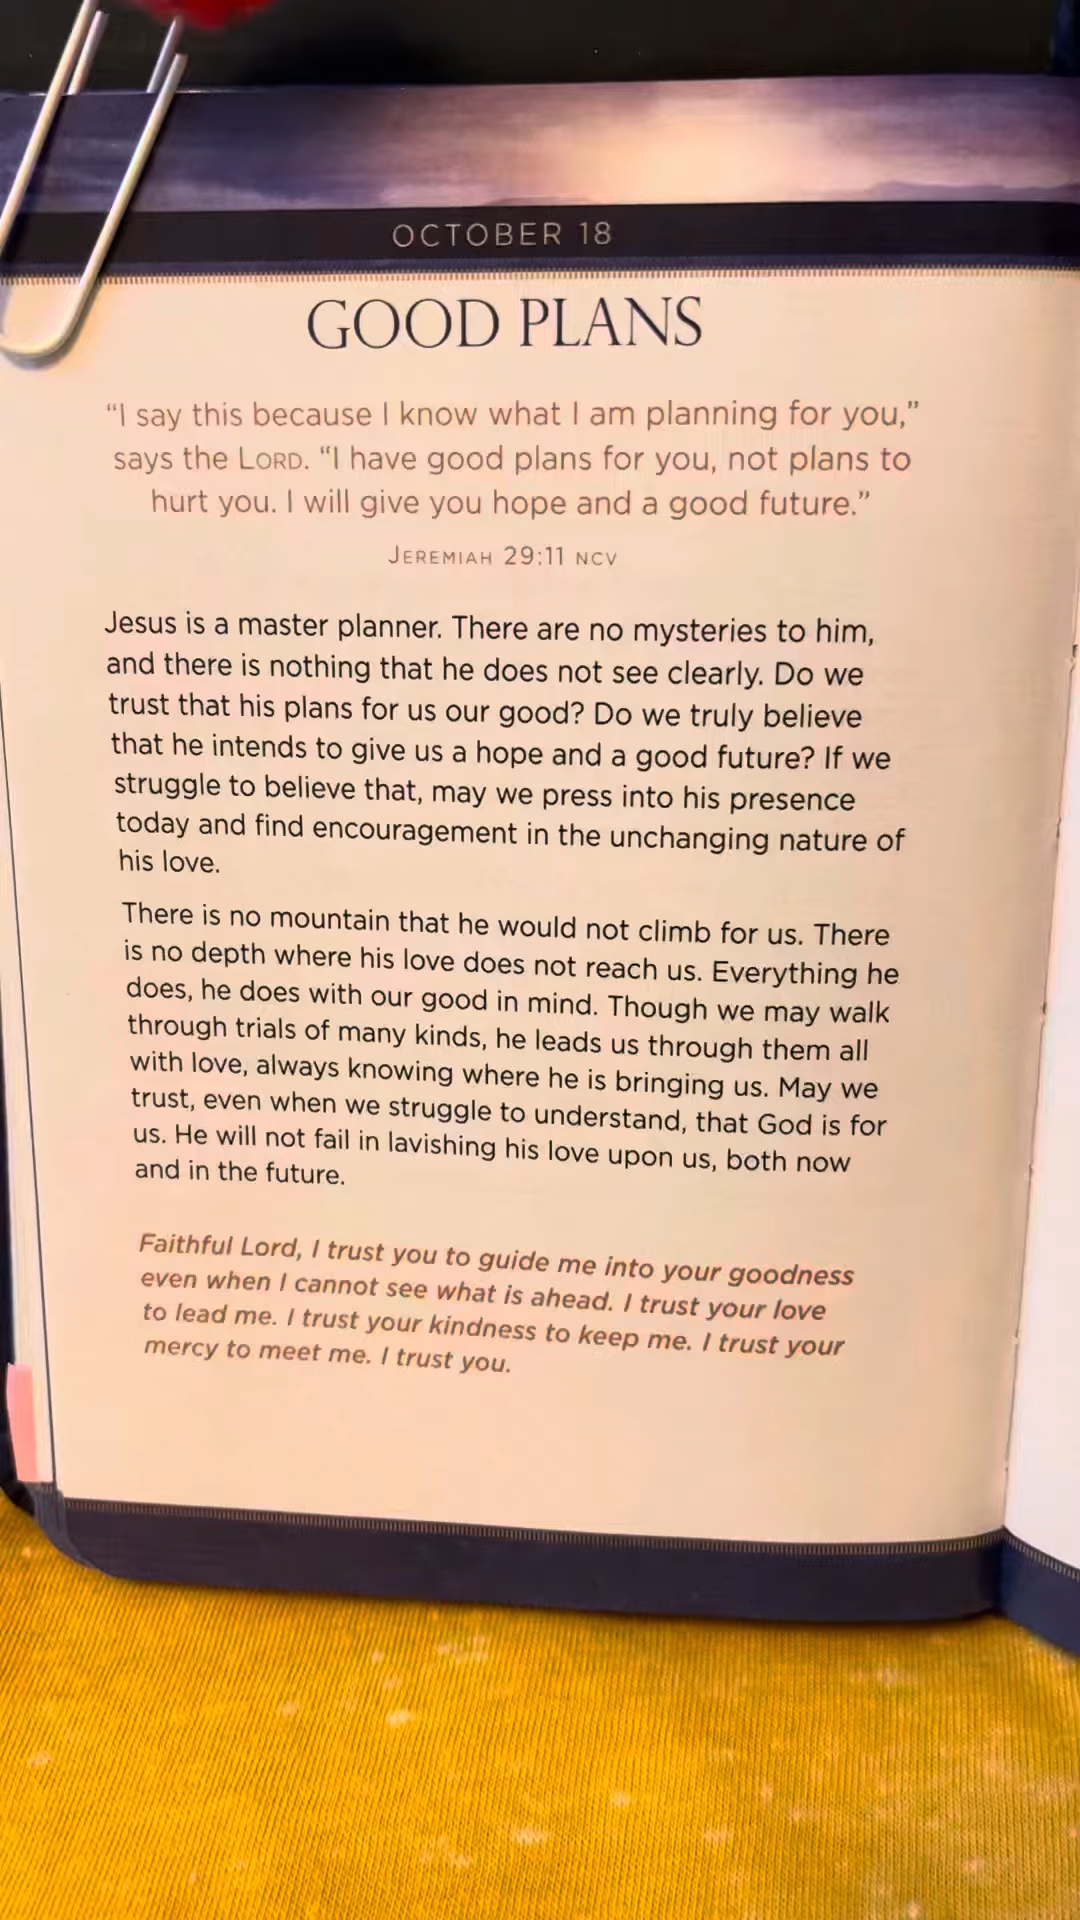 OCTOBER 18
GOOD PLANS
“I say this because I know what I am planning for you,”
says the LORD. “I have good plans for you, not plans to
hurt you. I will give you hope and a good future.”
JEREMIAH 29:11 NCV
Jesus is a master planner. There are no mysteries to him,
and there is nothing that he does not see clearly. Do we
trust that his plans for us our good? Do we truly believe
that he intends to give us a hope and a good future? If we
struggle to believe that, may we press into his presence
today and find encouragement in the unchanging nature of
his love.
There is no mountain that he would not climb for us. There
is no depth where his love does not reach us. Everything he
does, he does with our good in mind. Though we may walk
through trials of many kinds, he leads us through them all
with love, always knowing where he is bringing us. May we
trust, even when we struggle to understand, that God is for
us. He will not fail in lavishing his love upon us, both now
and in the future.
Faithful Lord, I trust you to guide me into your goodness
even when I cannot see what is ahead. I trust your love
to lead me. I trust your kindness to keep me. I trust your
mercy to meet me. I trust you.